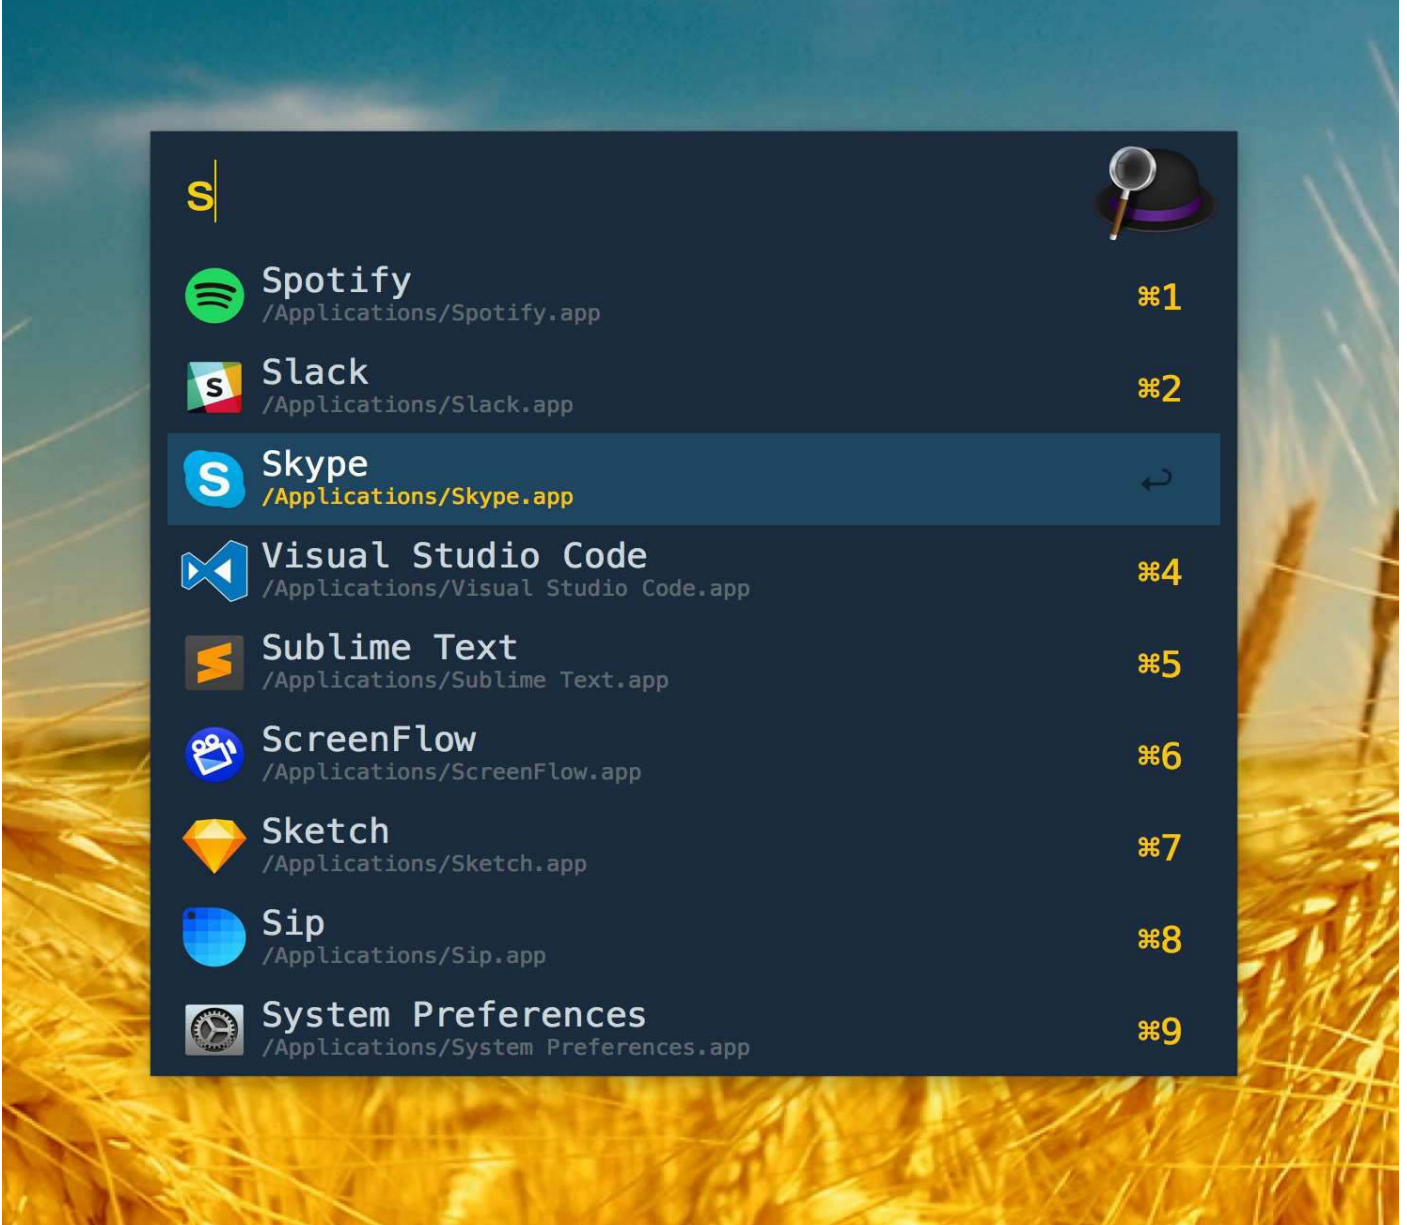 S
Spotify
/Applications/Spotify.app
⌘1
Slack
/Applications/Slack.app
⌘2
Skype
/Applications/Skype.app
↩
Visual Studio Code
/Applications/Visual Studio Code.app
⌘4
Sublime Text
/Applications/Sublime Text.app
⌘5
ScreenFlow
/Applications/ScreenFlow.app
⌘6
Sketch
/Applications/Sketch.app
⌘7
Sip
/Applications/Sip.app
⌘8
System Preferences
/Applications/System Preferences.app
⌘9